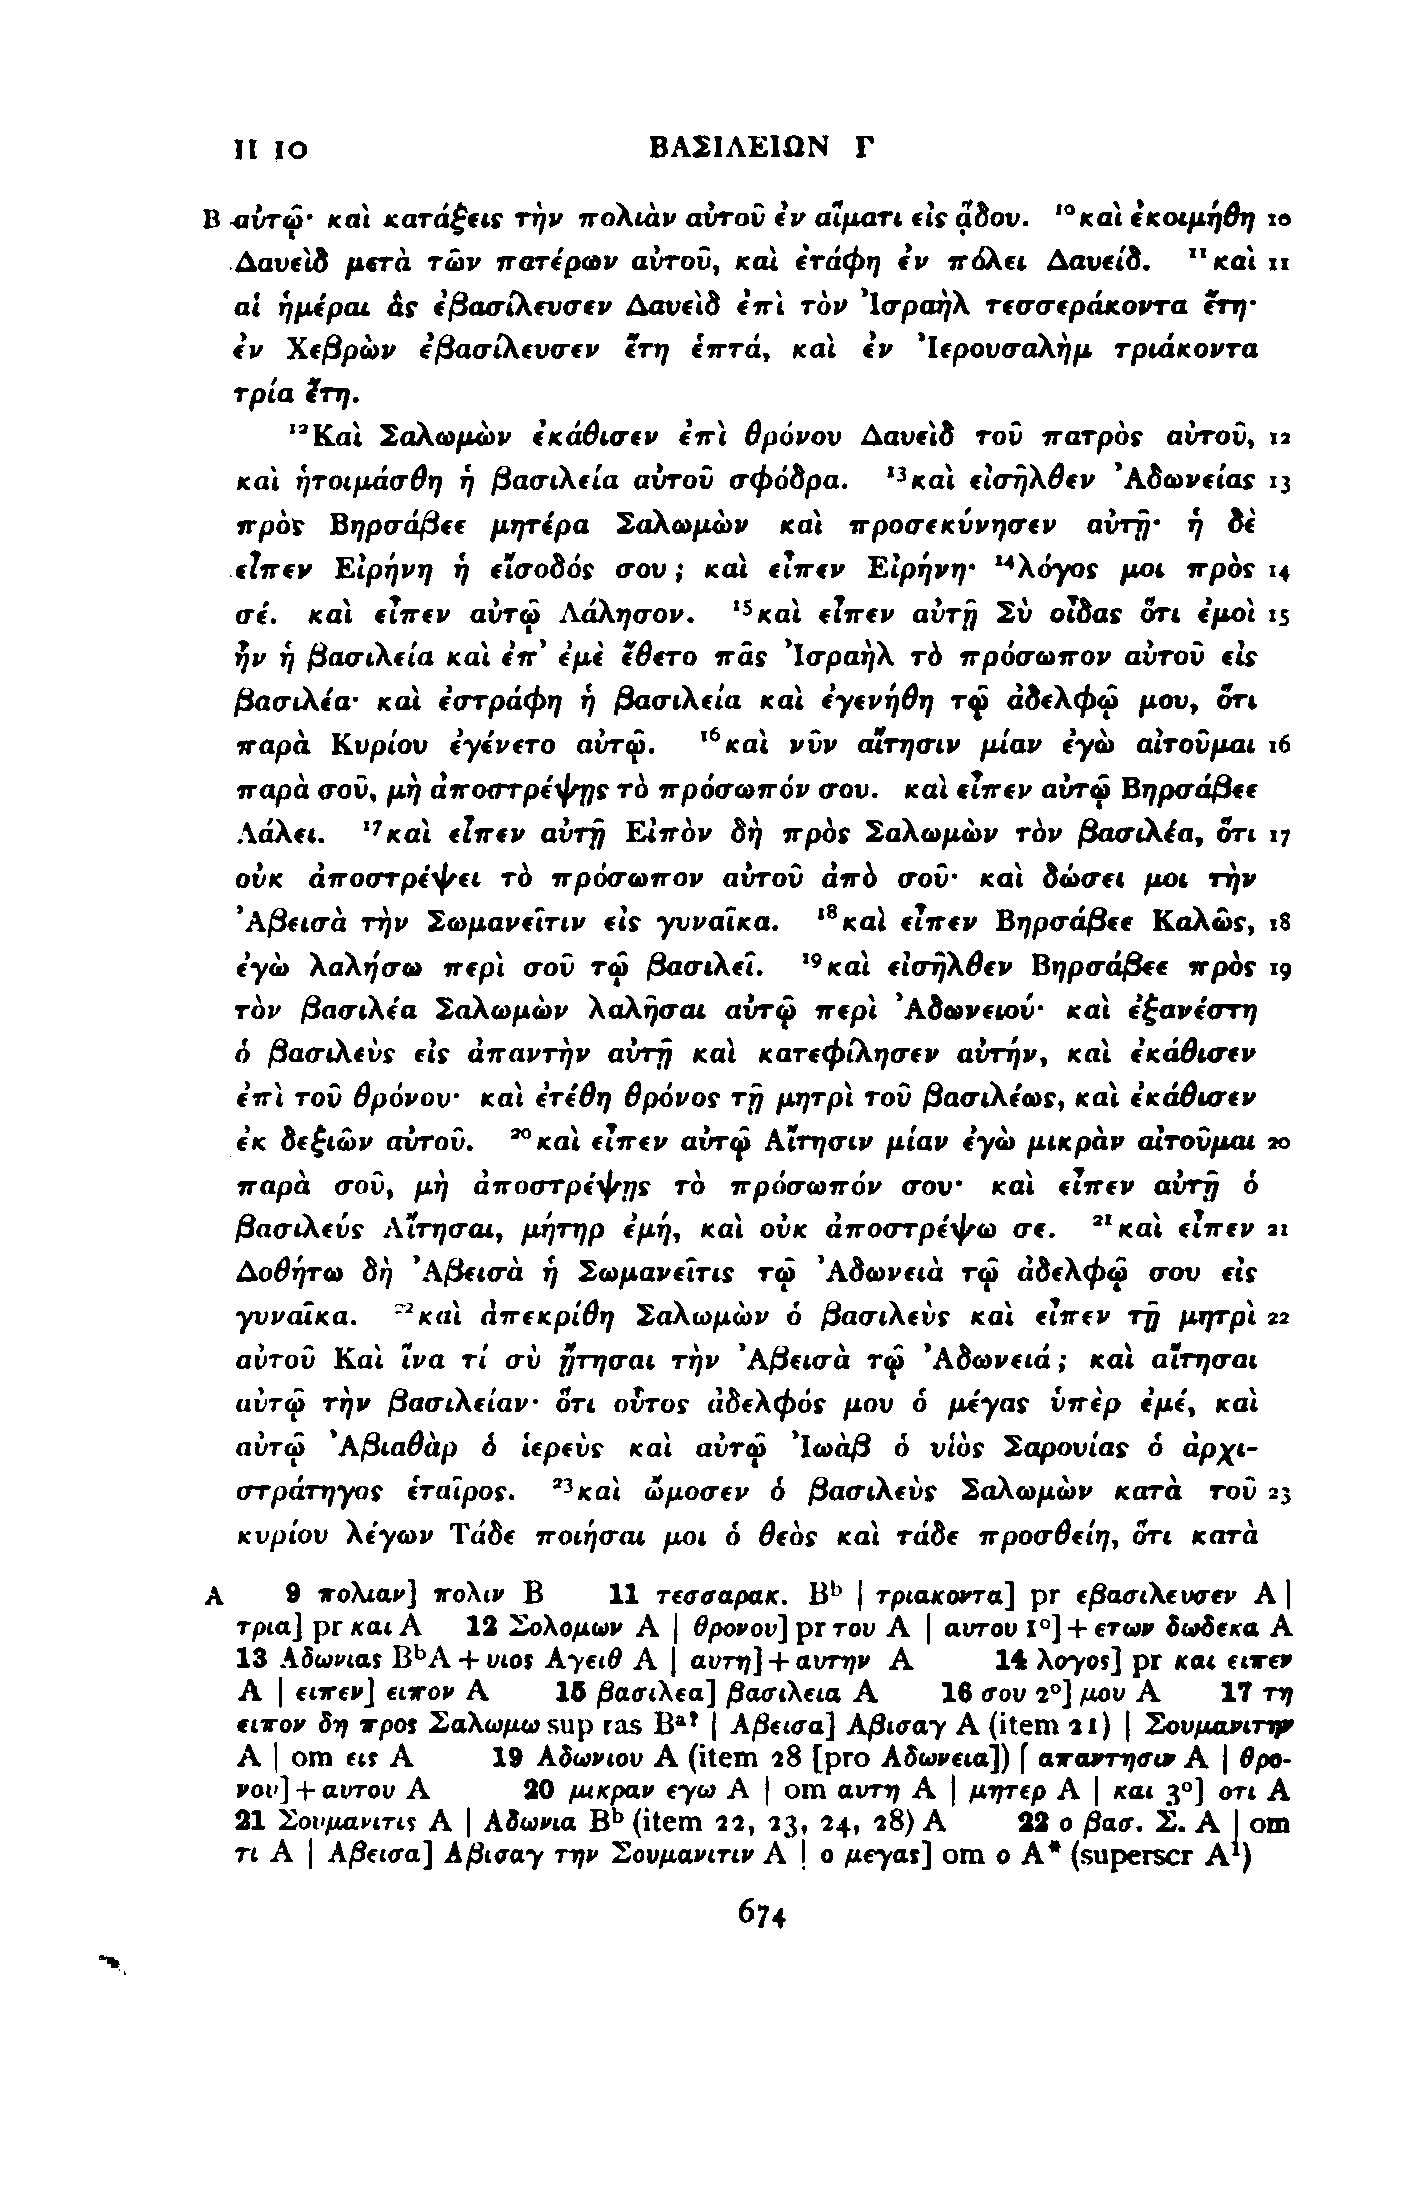 II 10 ΒΑΣΙΛΕΙΩΝ Γ
B αὐτῷ· καὶ κατάξεις τὴν πολιὰν αὐτοῦ ἐν αἵματι εἰς ᾅδου. ¹⁰καὶ ἐκοιμήθη 10
Δαυεὶδ μετὰ τῶν πατέρων αὐτοῦ, καὶ ἐτάφη ἐν πόλει Δαυείδ. ¹¹καὶ 11
αἱ ἡμέραι ἃς ἐβασίλευσεν Δαυεὶδ ἐπὶ τὸν Ἰσραὴλ τεσσεράκοντα ἔτη·
ἐν Χεβρὼν ἐβασίλευσεν ἔτη ἑπτά, καὶ ἐν Ἰερουσαλὴμ τριάκοντα
τρία ἔτη.
¹²Καὶ Σαλωμὼν ἐκάθισεν ἐπὶ θρόνου Δαυεὶδ τοῦ πατρὸς αὐτοῦ, 12
καὶ ἡτοιμάσθη ἡ βασιλεία αὐτοῦ σφόδρα. ¹³καὶ εἰσῆλθεν Ἀδωνείας 13
πρὸς Βηρσάβεε μητέρα Σαλωμὼν καὶ προσεκύνησεν αὐτῇ· ἡ δὲ
εἶπεν Εἰρήνη ἡ εἴσοδός σου; καὶ εἶπεν Εἰρήνη· ¹⁴λόγος μοι πρὸς 14
σέ. καὶ εἶπεν αὐτῷ Λάλησον. ¹⁵καὶ εἶπεν αὐτῇ Σὺ οἶδας ὅτι ἐμοὶ 15
ἦν ἡ βασιλεία καὶ ἐπ’ ἐμὲ ἔθετο πᾶς Ἰσραὴλ τὸ πρόσωπον αὐτοῦ εἰς
βασιλέα· καὶ ἐστράφη ἡ βασιλεία καὶ ἐγενήθη τῷ ἀδελφῷ μου, ὅτι
παρὰ Κυρίου ἐγένετο αὐτῷ. ¹⁶καὶ νῦν αἴτησιν μίαν ἐγὼ αἰτοῦμαι 16
παρὰ σοῦ, μὴ ἀποστρέψῃς τὸ πρόσωπόν σου. καὶ εἶπεν αὐτῷ Βηρσάβεε
Λάλει. ¹⁷καὶ εἶπεν αὐτῇ Εἰπὸν δὴ πρὸς Σαλωμὼν τὸν βασιλέα, ὅτι 17
οὐκ ἀποστρέψει τὸ πρόσωπον αὐτοῦ ἀπὸ σοῦ· καὶ δώσει μοι τὴν
Ἀβεισὰ τὴν Σωμανεῖτιν εἰς γυναῖκα. ¹⁸καὶ εἶπεν Βηρσάβεε Καλῶς, 18
ἐγὼ λαλήσω περὶ σοῦ τῷ βασιλεῖ. ¹⁹καὶ εἰσῆλθεν Βηρσάβεε πρὸς 19
τὸν βασιλέα Σαλωμὼν λαλῆσαι αὐτῷ περὶ Ἀδωνειού· καὶ ἐξανέστη
ὁ βασιλεὺς εἰς ἀπαντὴν αὐτῇ καὶ κατεφίλησεν αὐτήν, καὶ ἐκάθισεν
ἐπὶ τοῦ θρόνου· καὶ ἐτέθη θρόνος τῇ μητρὶ τοῦ βασιλέως, καὶ ἐκάθισεν
ἐκ δεξιῶν αὐτοῦ. ²⁰καὶ εἶπεν αὐτῷ Αἴτησιν μίαν ἐγὼ μικρὰν αἰτοῦμαι 20
παρὰ σοῦ, μὴ ἀποστρέψῃς τὸ πρόσωπόν σου· καὶ εἶπεν αὐτῇ ὁ
βασιλεύς Αἴτησαι, μήτηρ ἐμή, καὶ οὐκ ἀποστρέψω σε. ²¹καὶ εἶπεν 21
Δοθήτω δὴ Ἀβεισὰ ἡ Σωμανεῖτις τῷ Ἀδωνειὰ τῷ ἀδελφῷ σου εἰς
γυναῖκα. ²²καὶ ἀπεκρίθη Σαλωμὼν ὁ βασιλεὺς καὶ εἶπεν τῇ μητρὶ 22
αὐτοῦ Καὶ ἵνα τί σὺ ᾔτησαι τὴν Ἀβεισὰ τῷ Ἀδωνειά; καὶ αἴτησαι
αὐτῷ τὴν βασιλείαν· ὅτι οὗτος ἀδελφός μου ὁ μέγας ὑπὲρ ἐμέ, καὶ
αὐτῷ Ἀβιαθὰρ ὁ ἱερεὺς καὶ αὐτῷ Ἰωὰβ ὁ υἱὸς Σαρουίας ὁ ἀρχι-
στράτηγος ἑταῖρος. ²³καὶ ὤμοσεν ὁ βασιλεὺς Σαλωμὼν κατὰ τοῦ 23
κυρίου λέγων Τάδε ποιήσαι μοι ὁ θεὸς καὶ τάδε προσθείη, ὅτι κατὰ
A 9 πολιαν] πολιν B 11 τεσσαρακ. Bᵇ | τριακοντα] pr εβασιλευσεν A |
τρια] pr και A 12 Σολομων A | θρονου] pr του A | αυτου 1°] + ετων δωδεκα A
13 Αδωνιας BᵇA + υιος Αγειθ A | αυτη] + αυτην A 14 λογος] pr και ειπεν
A | ειπεν] ειπον A 15 βασιλεα] βασιλεια A 16 σου 2°] μου A 17 τη
ειπον δη προς Σαλωμω sup ras Bᵃ? | Αβεισα] Αβισαγ A (item 21) | Σουμανιτην
A | om εις A 19 Αδωνιου A (item 28 [pro Αδωνεια]) | απαντησιν A | θρο-
νου] + αυτου A 20 μικραν εγω A | om αυτη A | μητερ A | και 3°] οτι A
21 Σουμανιτις A | Αδωνια Bᵇ (item 22, 23, 24, 28) A 22 ο βασ. Σ. A | om
τι A | Αβεισα] Αβισαγ την Σουμανιτιν A | ο μεγας] om ο A* (superscr A¹)
674